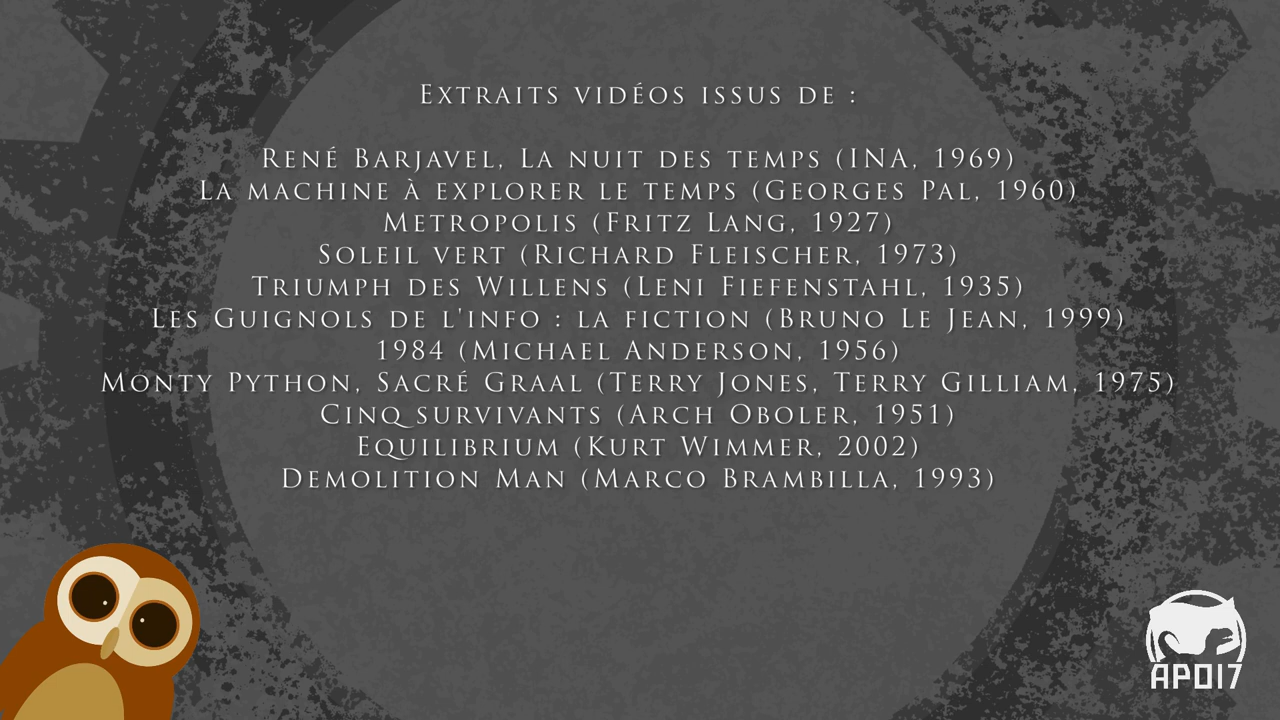 Extraits vidéos issus de :
René Barjavel, La nuit des temps (INA, 1969)
La machine à explorer le temps (Georges Pal, 1960)
Metropolis (Fritz Lang, 1927)
Soleil vert (Richard Fleischer, 1973)
Triumph des Willens (Leni Fiefenstahl, 1935)
Les Guignols de l'info : la fiction (Bruno Le Jean, 1999)
1984 (Michael Anderson, 1956)
Monty Python, Sacré Graal (Terry Jones, Terry Gilliam, 1975)
Cinq survivants (Arch Oboler, 1951)
Equilibrium (Kurt Wimmer, 2002)
Demolition Man (Marco Brambilla, 1993)
APO17